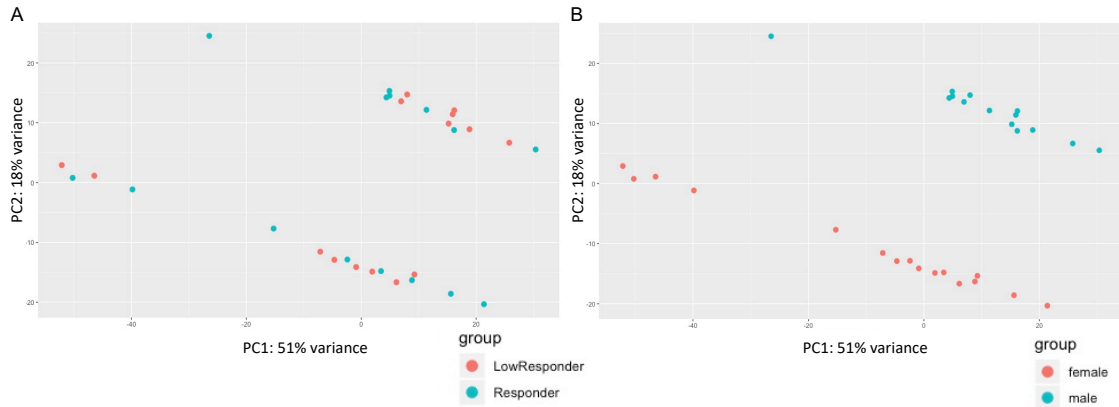 A
B
20
10
0
-10
-20
PC2: 18% variance
-40
-20
0
20
PC1: 51% variance
group
LowResponder
Responder
20
10
0
-10
-20
PC2: 18% variance
-40
-20
0
20
PC1: 51% variance
group
female
male